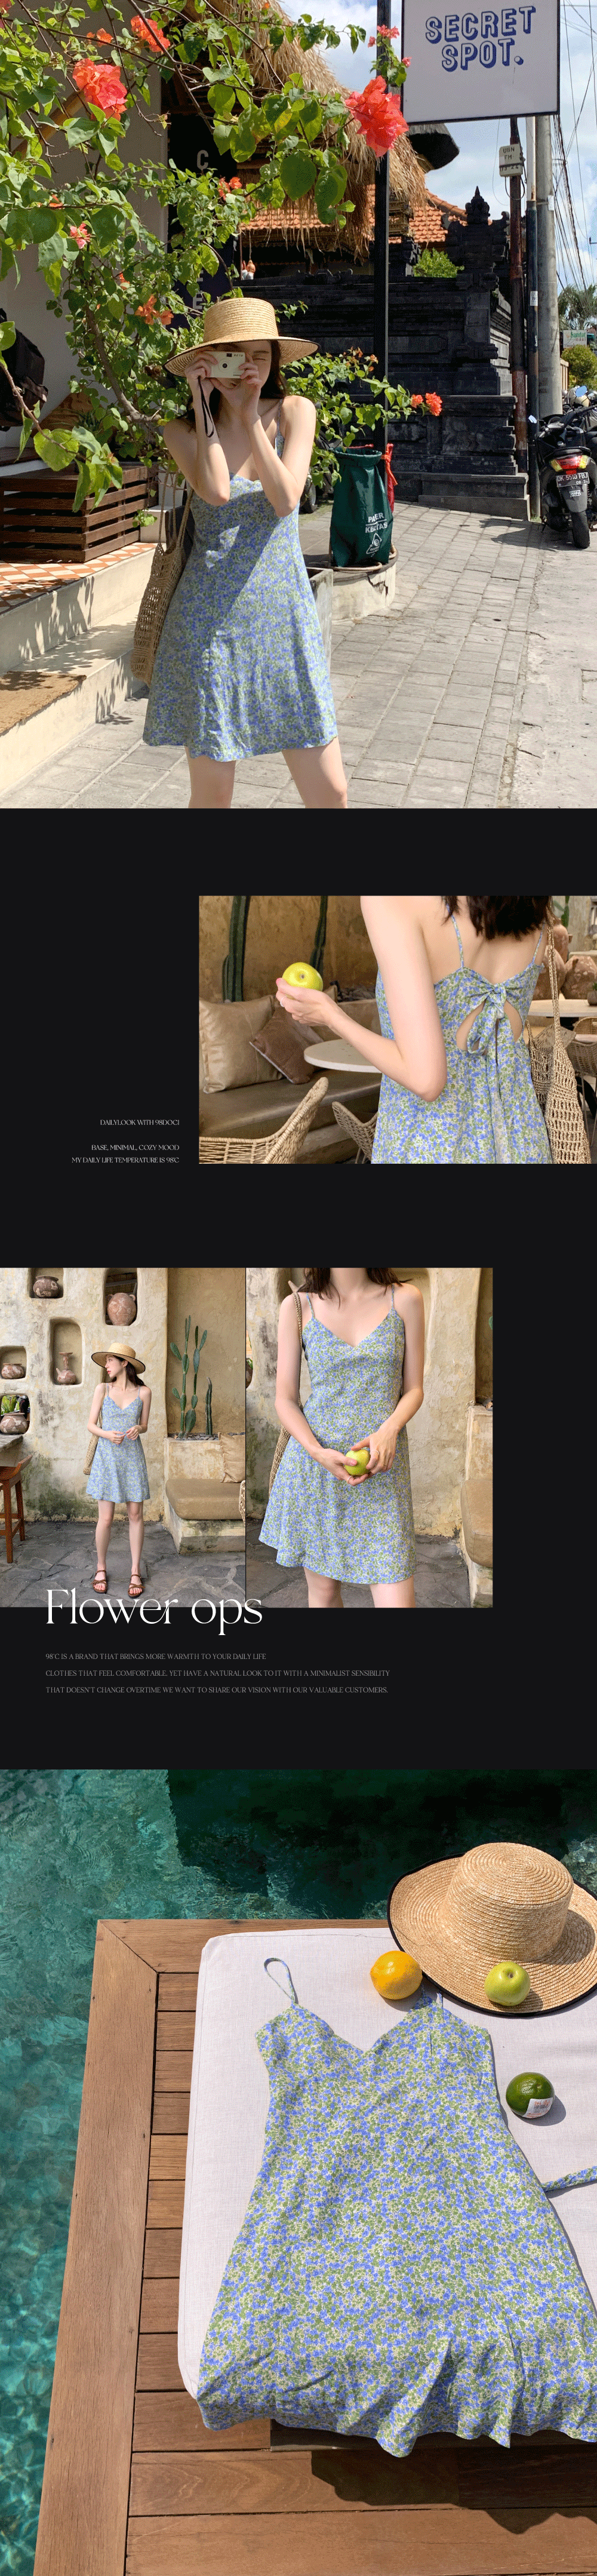 SECRET
SPOT.
DAILYLOOK WITH 98DOCI
BASE, MINIMAL, COZY MOOD
MY DAILY LIFE TEMPERATURE IS 98'C
Flower ops
98'C IS A BRAND THAT BRINGS MORE WARMTH TO YOUR DAILY LIFE
CLOTHES THAT FEEL COMFORTABLE, YET HAVE A NATURAL LOOK TO IT WITH A MINIMALIST SENSIBILITY
THAT DOESN'T CHANGE OVERTIME WE WANT TO SHARE OUR VISION WITH OUR VALUABLE CUSTOMERS.